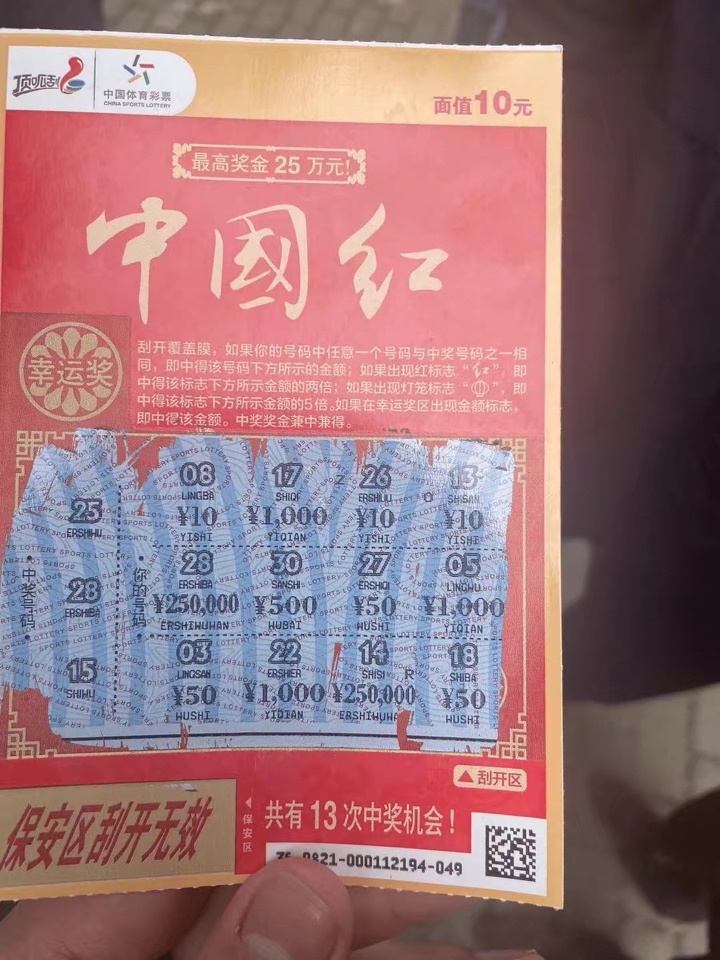 顶呱刮
中国体育彩票
CHINA SPORTS LOTTERY
面值10元
最高奖金 25 万元!
中國红
幸运奖
刮开覆盖膜，如果你的号码中任意一个号码与中奖号码之一相
同，即中得该号码下方所示的金额；如果出现红标志“红”，即
中得该标志下方所示金额的两倍；如果出现灯笼标志“”，即
中得该标志下方所示金额的5倍。如果在幸运奖区出现金额标志，
即中得该金额。中奖奖金兼中兼得。
中奖号码
25
ERSHIWU
28
ERSHIBA
15
SHIWU
你的号码
08 17 Z 26 O 13
LINGBA SHIQI ERSHILIU SHISAN
¥10 ¥1,000 ¥10 ¥10
YISHI YIQIAN YISHI YISHI
28 30 27 05
ERSHIBA SANSHI ERSHIQI LINGWU
¥250,000 ¥500 ¥50 ¥1,000
ERSHIWUWAN WUBAI WUSHI YIQIAN
03 22 14 18
LINGSAN ERSHIER SHISI R SHIBA
¥50 ¥1,000 ¥250,000 ¥50
WUSHI YIQIAN ERSHIWUWA WUSHI
▲刮开区
保安区刮开无效
保安区
共有 13 次中奖机会！
0821-000112194-049